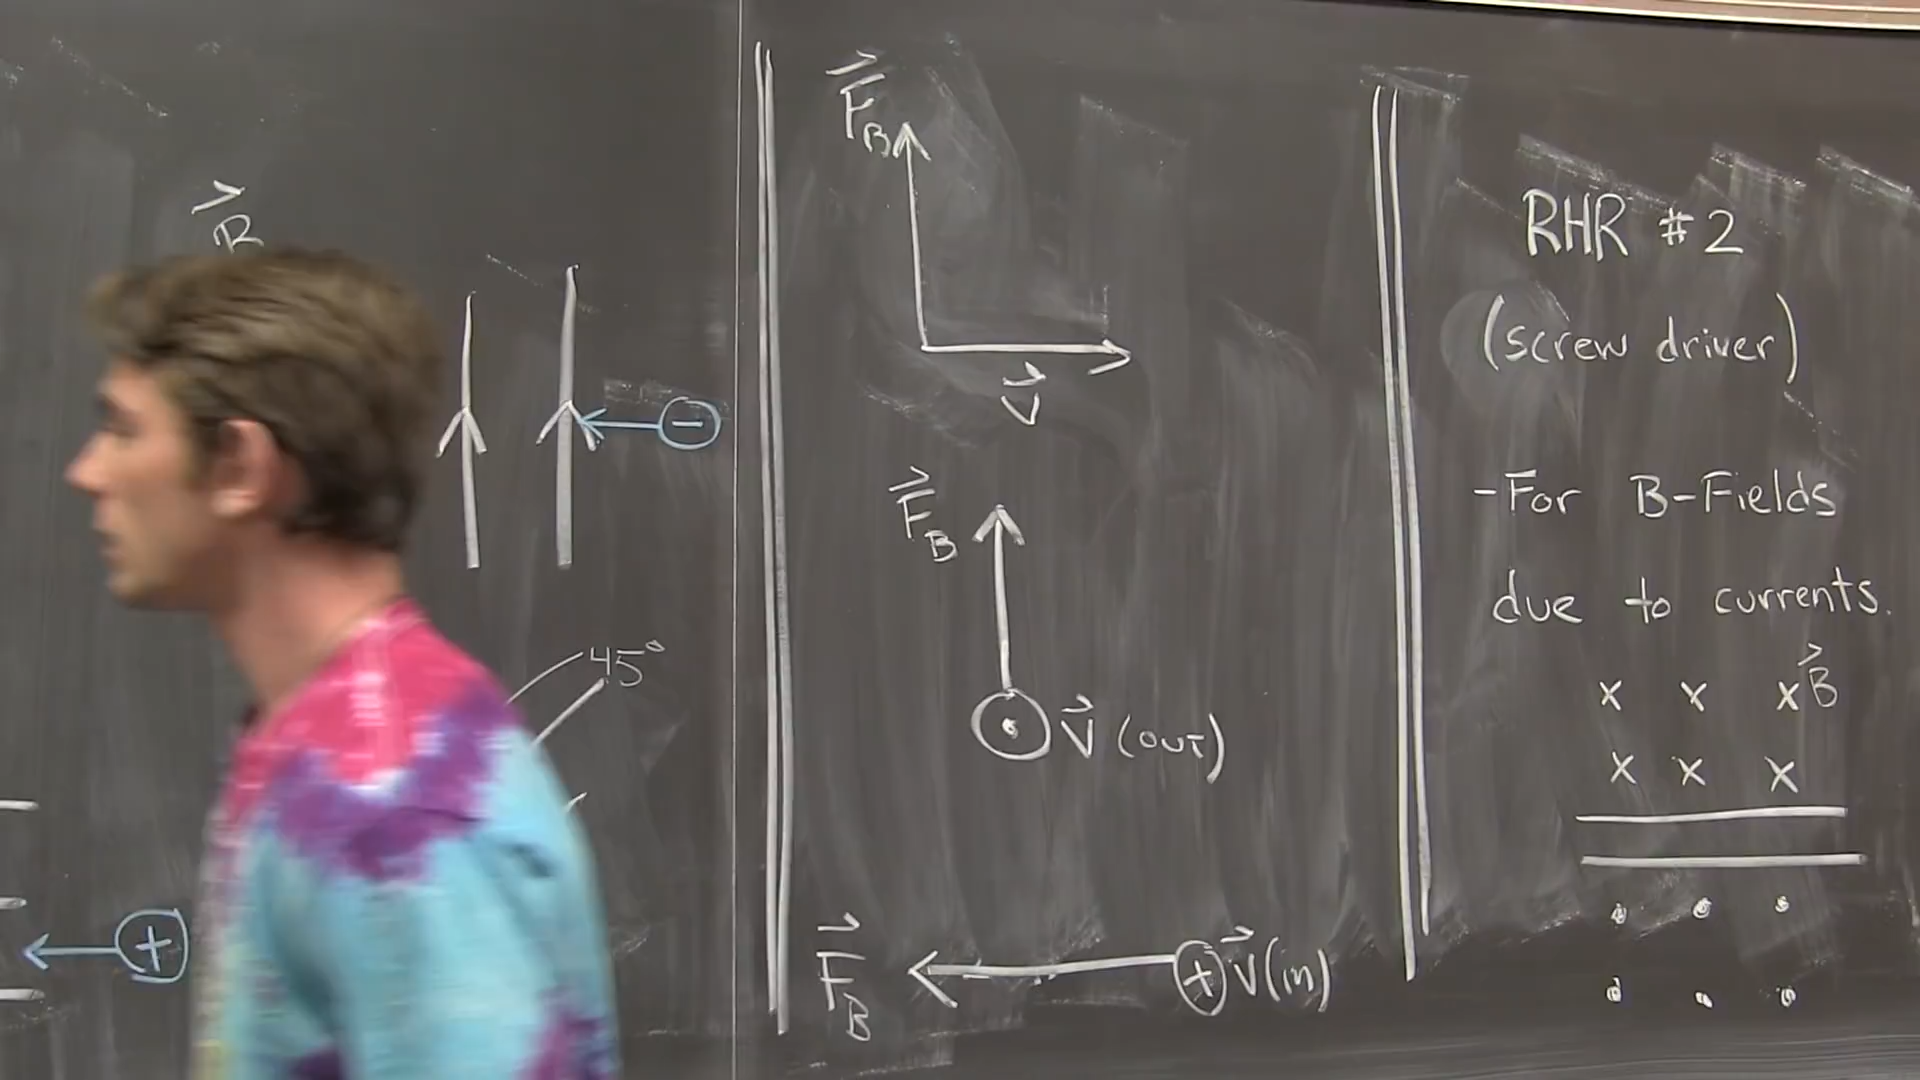 B
−
45°
+
F_B
V
F_B
V (out)
F_B
V (in)
RHR #2
(screw driver)
-For B-Fields
due to currents.
x x x B
x x x